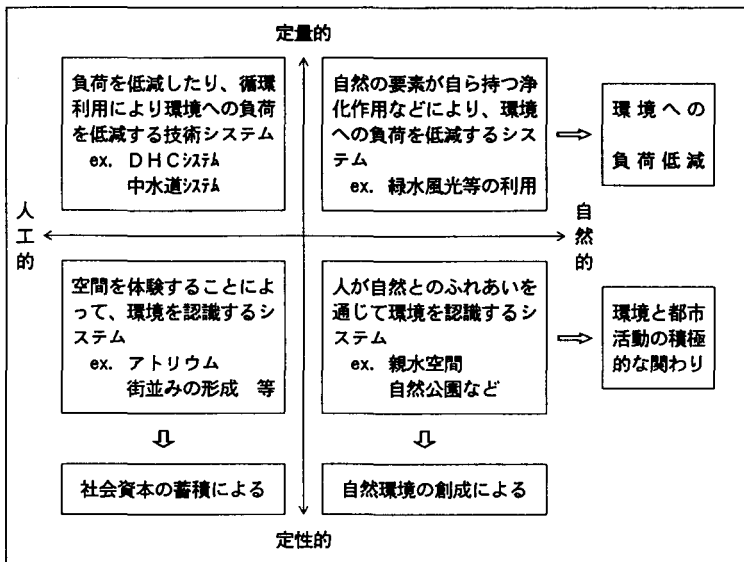 定量的
負荷を低減したり、循環
利用により環境への負荷
を低減する技術システム
ex. DHCｼｽﾃﾑ
中水道ｼｽﾃﾑ
自然の要素が自ら持つ浄
化作用などにより、環境
への負荷を低減するシス
テム
ex. 緑水風光等の利用
環境への
負荷低減
人工的
自然的
空間を体験することによ
って、環境を認識するシ
ステム
ex. アトリウム
街並みの形成 等
人が自然とのふれあいを
通じて環境を認識するシ
ステム
ex. 親水空間
自然公園など
環境と都市
活動の積極
的な関わり
社会資本の蓄積による
自然環境の創成による
定性的